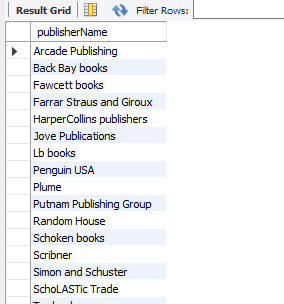 Result Grid Filter Rows:
publisherName
Arcade Publishing
Back Bay books
Fawcett books
Farrar Straus and Giroux
HarperCollins publishers
Jove Publications
Lb books
Penguin USA
Plume
Putnam Publishing Group
Random House
Schoken books
Scribner
Simon and Schuster
SchoLASTic Trade